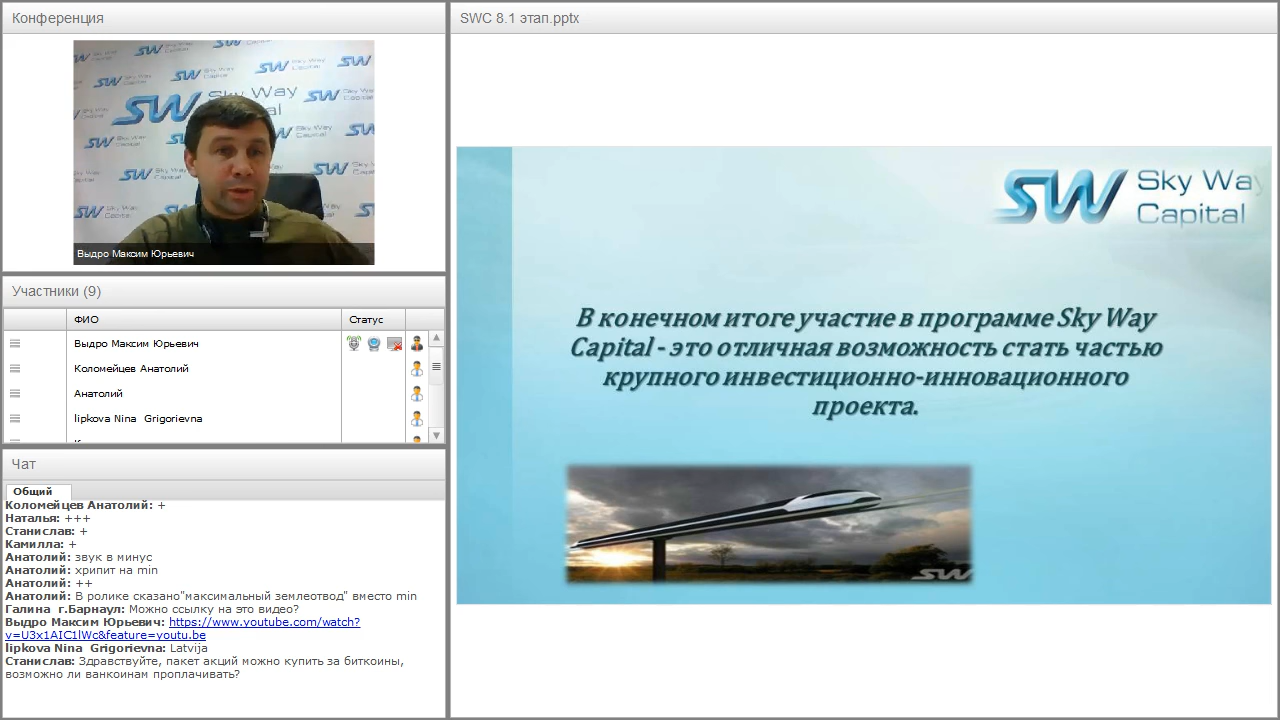 Конференция
SW
Sky Way
Capital
Выдро Максим Юрьевич
Участники (9)
ФИО
Статус
Выдро Максим Юрьевич
Коломейцев Анатолий
Анатолий
lipkova Nina Grigorievna
Чат
Общий
Коломейцев Анатолий: +
Наталья: +++
Станислав: +
Камилла: +
Анатолий: звук в минус
Анатолий: хрипит на min
Анатолий: ++
Анатолий: В ролике сказано"максимальный землеотвод" вместо min
Галина г.Барнаул: Можно ссылку на это видео?
Выдро Максим Юрьевич: https://www.youtube.com/watch?
v=U3x1AIC1lWc&feature=youtu.be
lipkova Nina Grigorievna: Latvija
Станислав: Здравствуйте, пакет акций можно купить за биткоины,
возможно ли ванкоинам проплачивать?
SWC 8.1 этап.pptx
SW Sky Way
Capital
В конечном итоге участие в программе Sky Way
Capital - это отличная возможность стать частью
крупного инвестиционно-инновационного
проекта.
SW